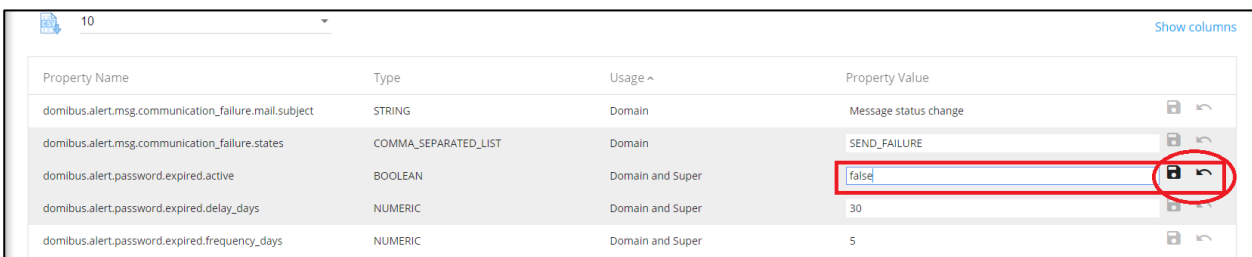 10
Show columns
Property Name Type Usage Property Value
domibus.alert.msg.communication_failure.mail.subject STRING Domain Message status change
domibus.alert.msg.communication_failure.states COMMA_SEPARATED_LIST Domain SEND_FAILURE
domibus.alert.password.expired.active BOOLEAN Domain and Super false
domibus.alert.password.expired.delay_days NUMERIC Domain and Super 30
domibus.alert.password.expired.frequency_days NUMERIC Domain and Super 5